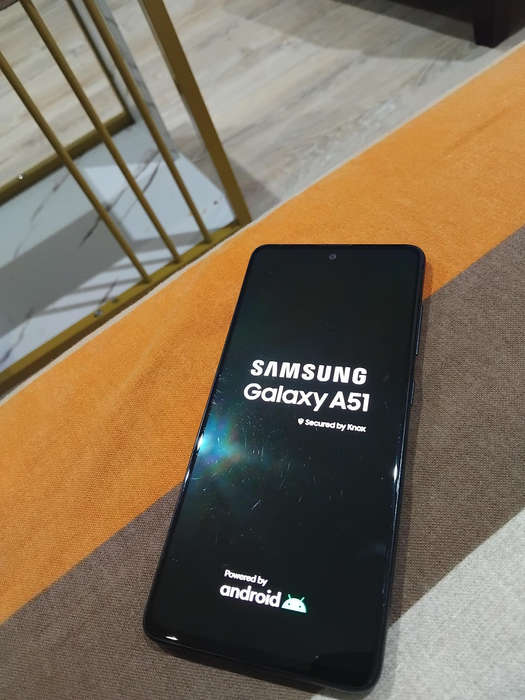 SAMSUNG
Galaxy A51
Secured by Knox
Powered by
android